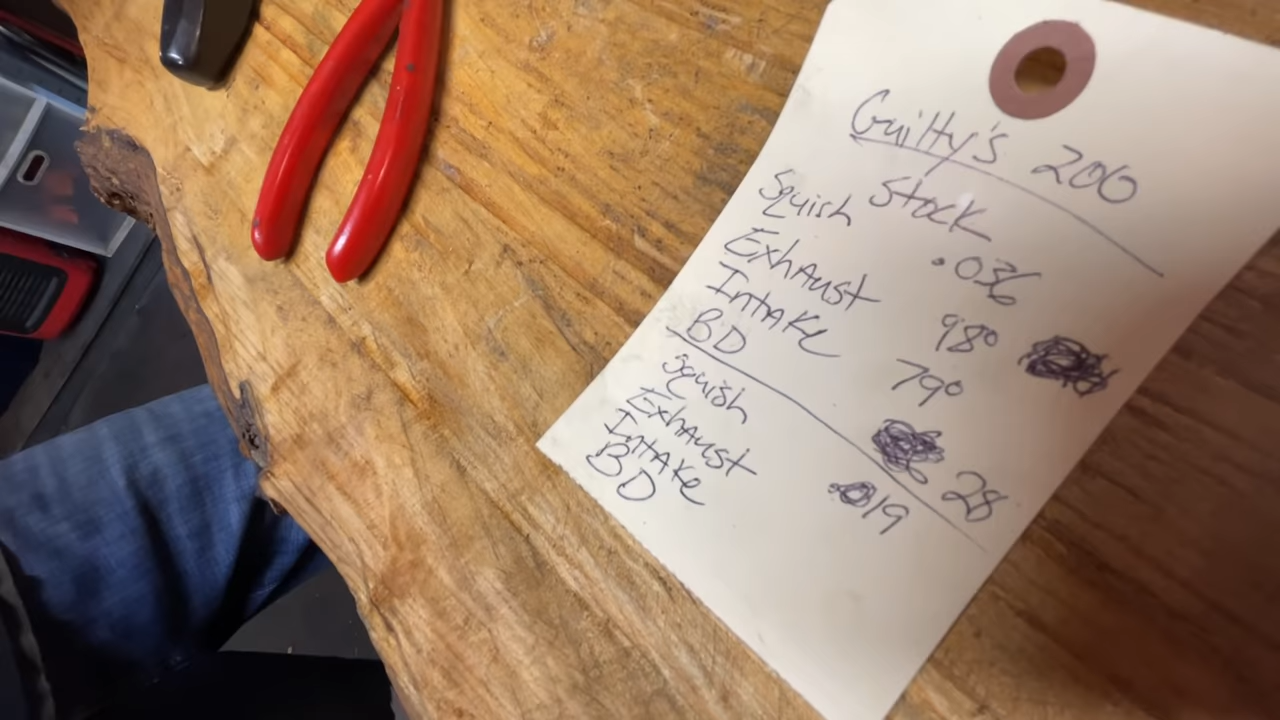 Guilty's 200
Stock
Squish .036
Exhaust 98°
Intake 79°
BD 28
Squish .019
Exhaust
Intake
BD